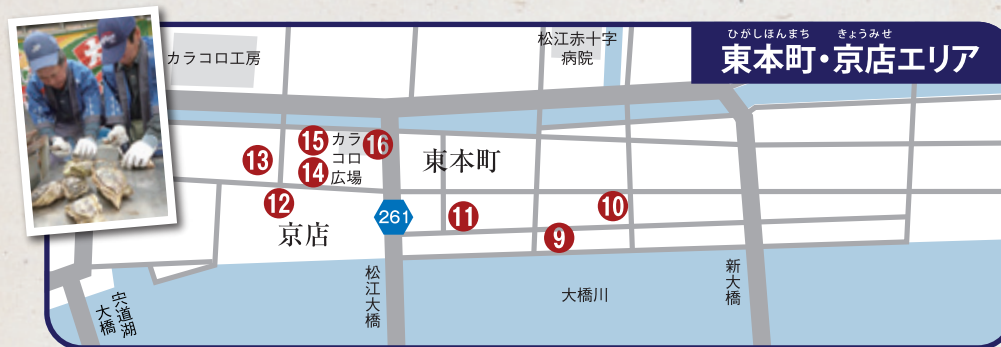 ひがしほんまち きょうみせ
東本町・京店エリア
カラコロ工房
松江赤十字
病院
15
カラ
コロ
広場
16
13
14
東本町
12
261
11
10
京店
9
松江大橋
大橋川
新大橋
宍道湖
大橋